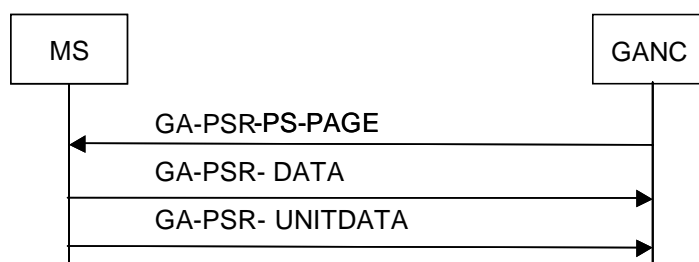 MS
GANC
GA-PSR-PS-PAGE
GA-PSR- DATA
GA-PSR- UNITDATA